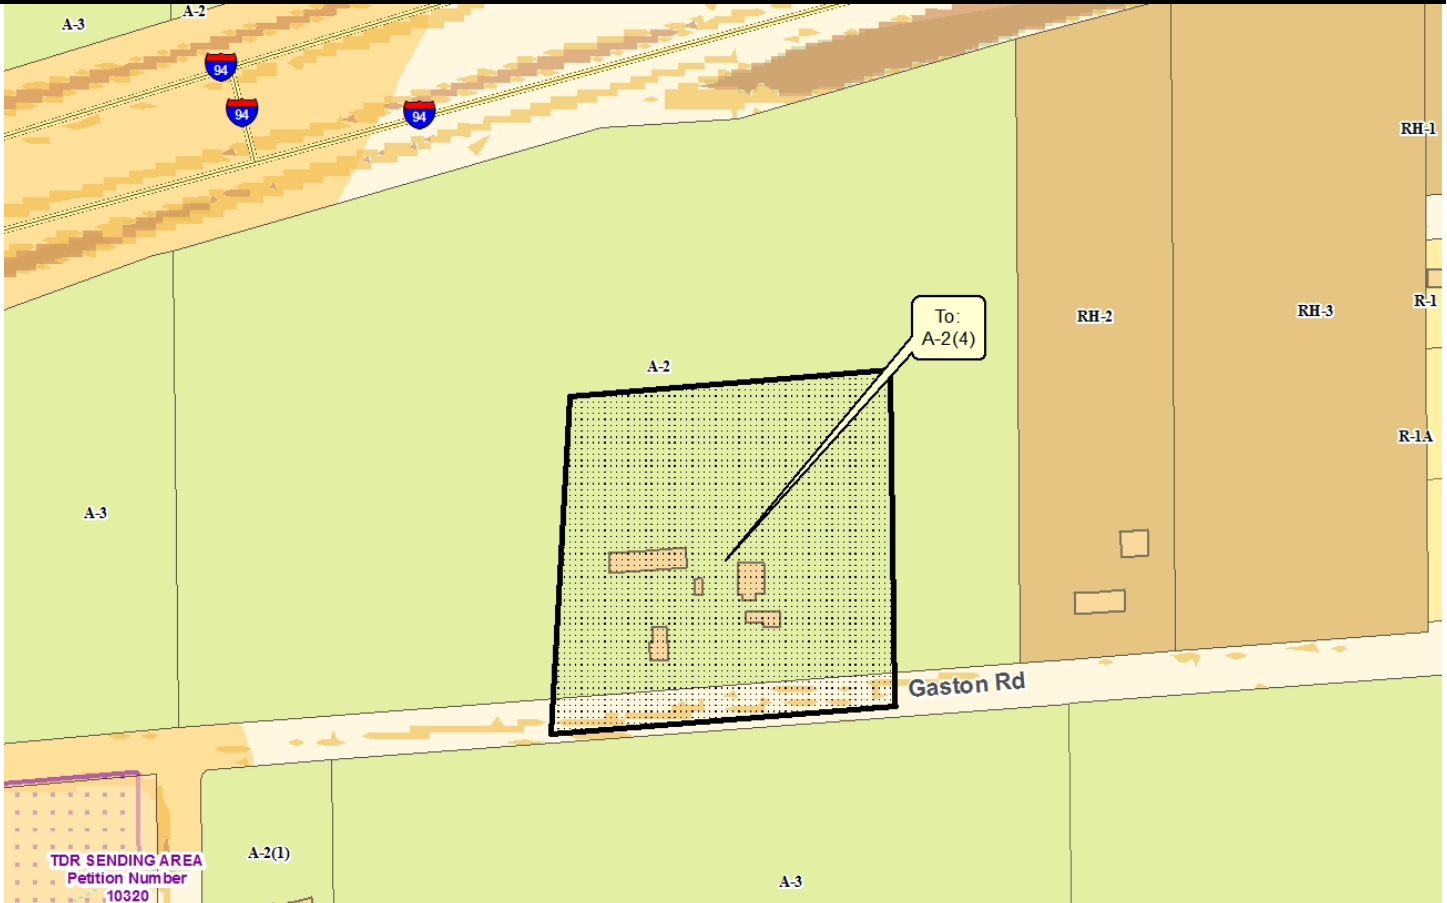 A-3
A-2
94
94
94
RH-1
R-1
RH-2
RH-3
To:
A-2(4)
A-2
R-1A
A-3
Gaston Rd
TDR SENDING AREA
Petition Number
10320
A-2(1)
A-3